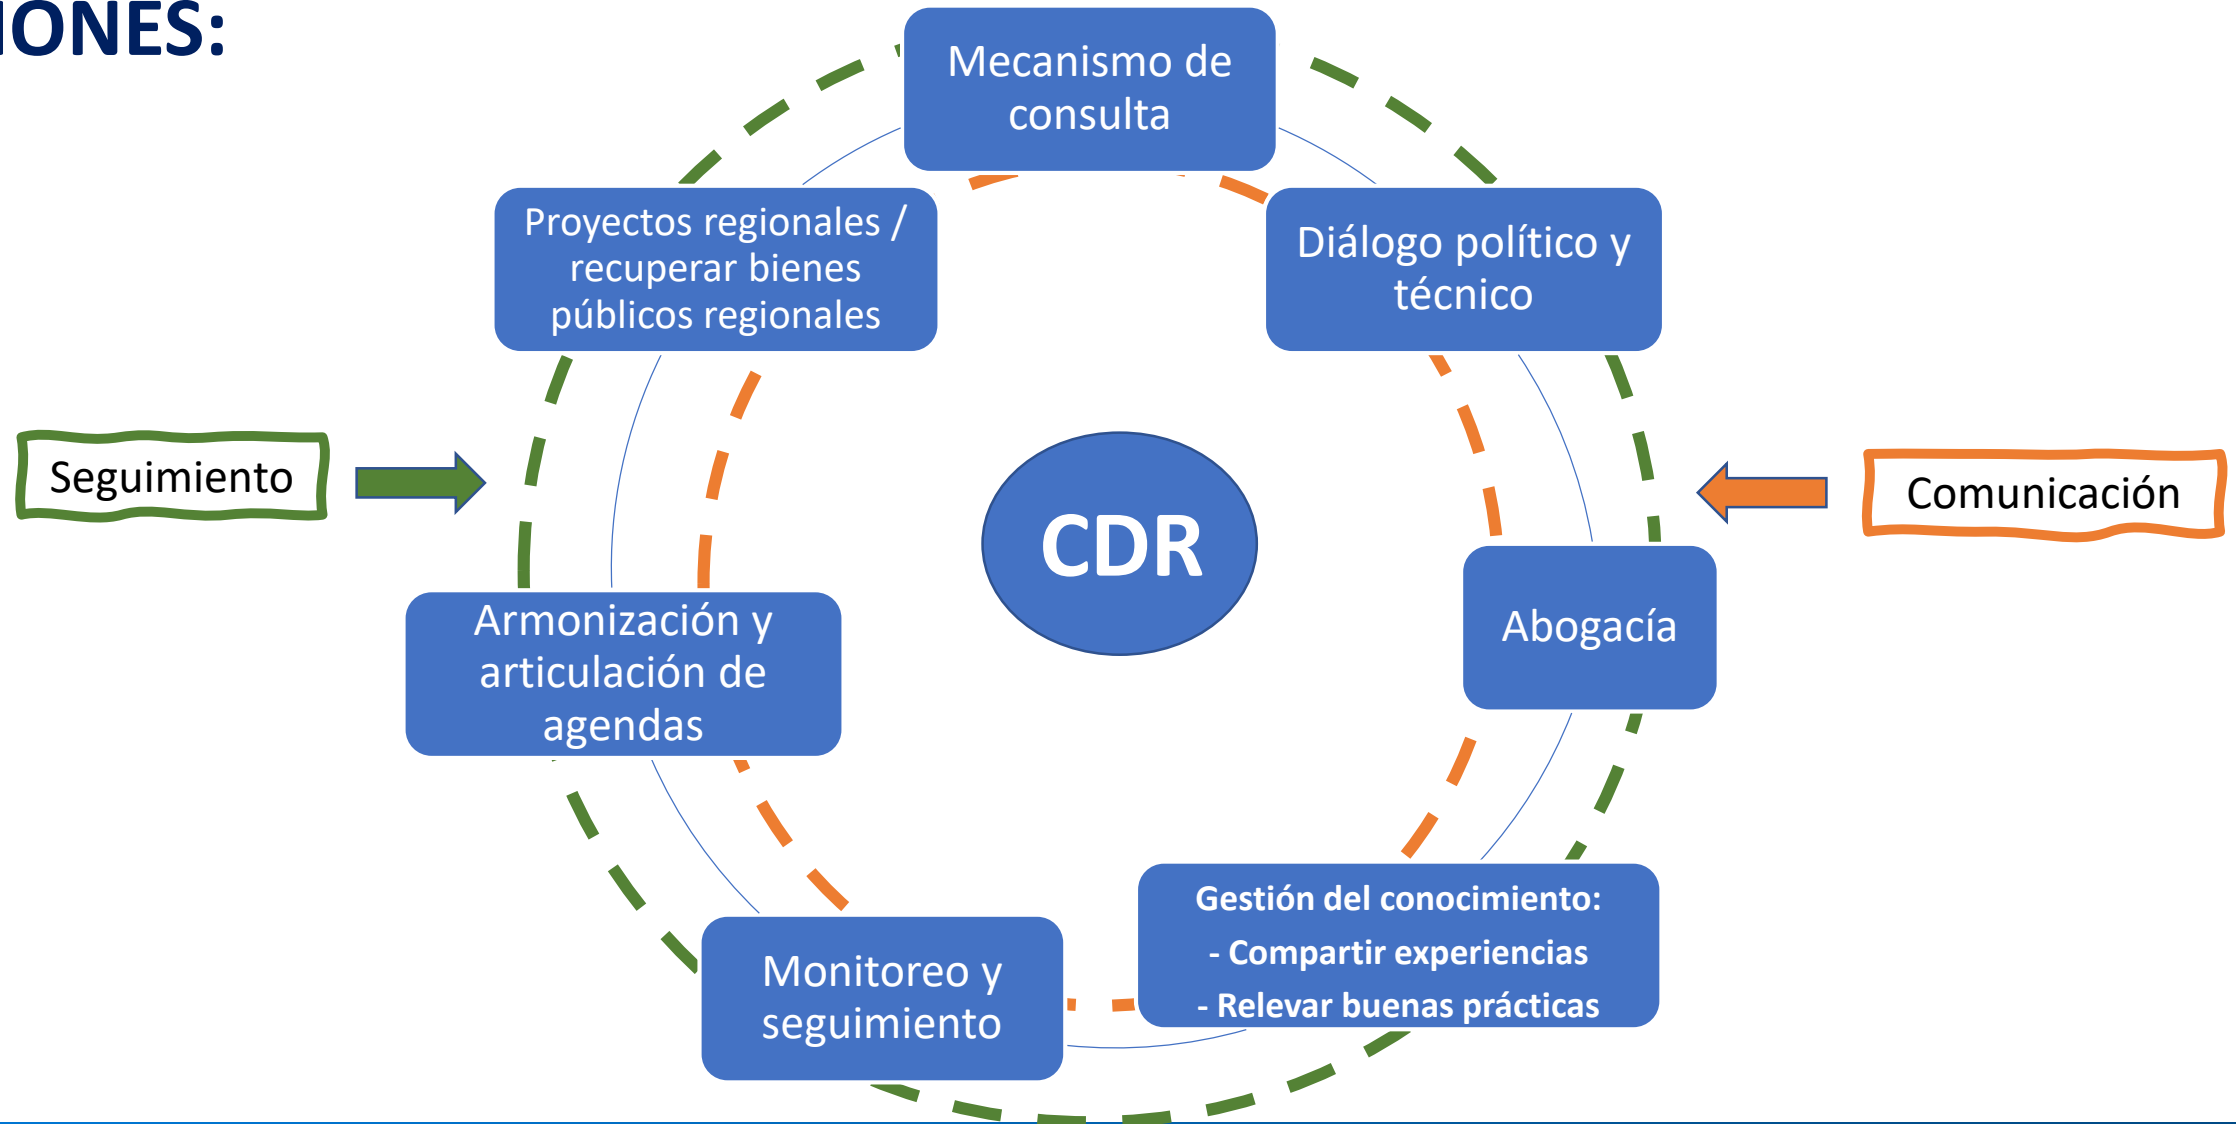 IONES:
Mecanismo de
consulta
Diálogo político y
técnico
Abogacía
Gestión del conocimiento:
- Compartir experiencias
- Relevar buenas prácticas
Monitoreo y
seguimiento
Armonización y
articulación de
agendas
Proyectos regionales /
recuperar bienes
públicos regionales
CDR
Seguimiento
Comunicación